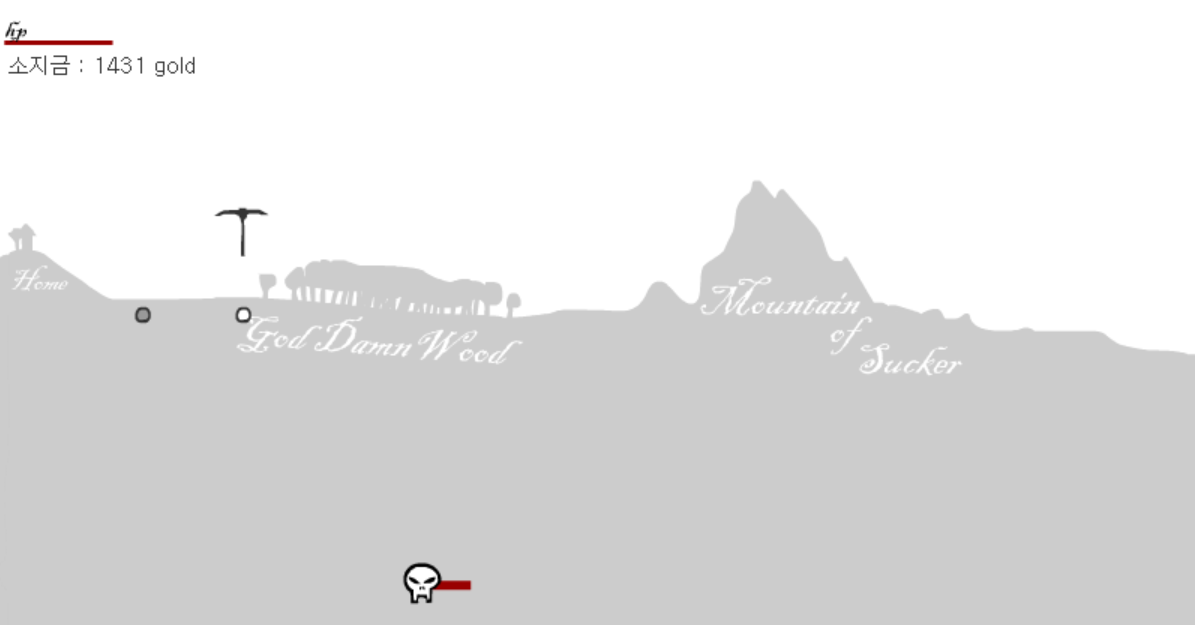 hp
소지금 : 1431 gold
Home
God Damn Wood
Mountain
of
Sucker